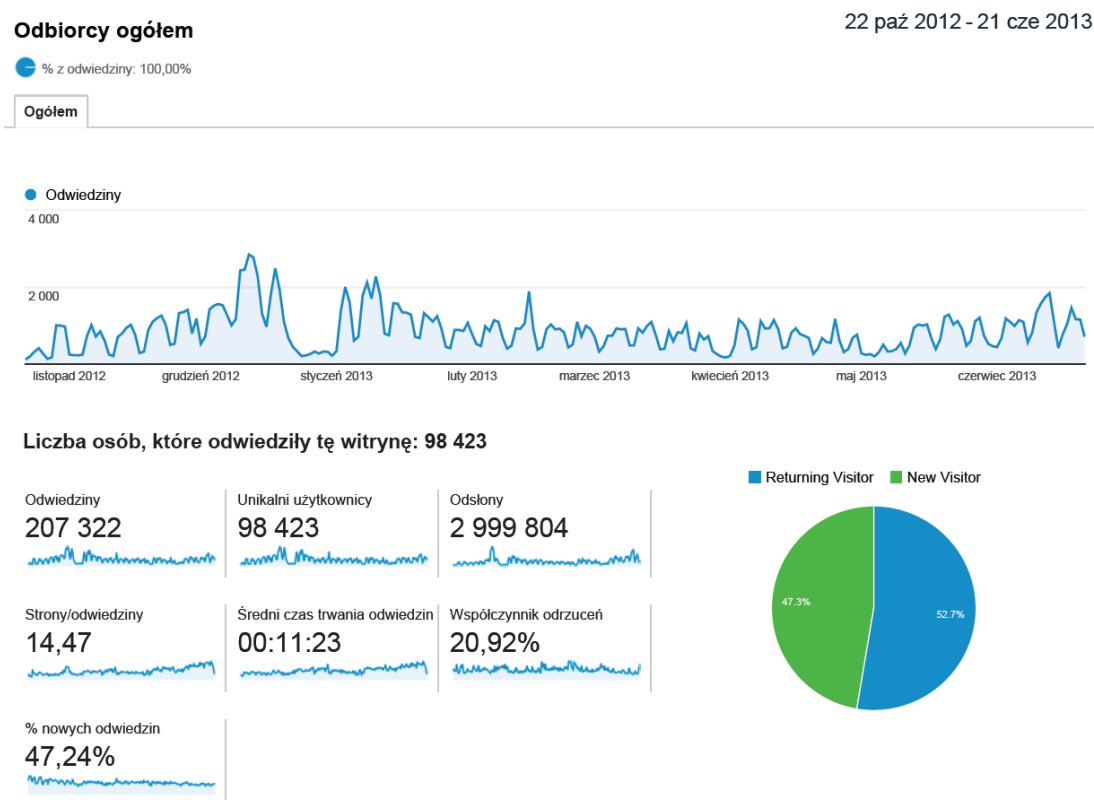 Odbiorcy ogółem
22 paź 2012 - 21 cze 2013
% z odwiedziny: 100,00%
Ogółem
Odwiedziny
4 000
2 000
listopad 2012 grudzień 2012 styczeń 2013 luty 2013 marzec 2013 kwiecień 2013 maj 2013 czerwiec 2013
Liczba osób, które odwiedziły tę witrynę: 98 423
Returning Visitor New Visitor
Odwiedziny Unikalni użytkownicy Odsłony
207 322 98 423 2 999 804
47.3% 52.7%
Strony/odwiedziny Średni czas trwania odwiedzin Współczynnik odrzuceń
14,47 00:11:23 20,92%
% nowych odwiedzin
47,24%